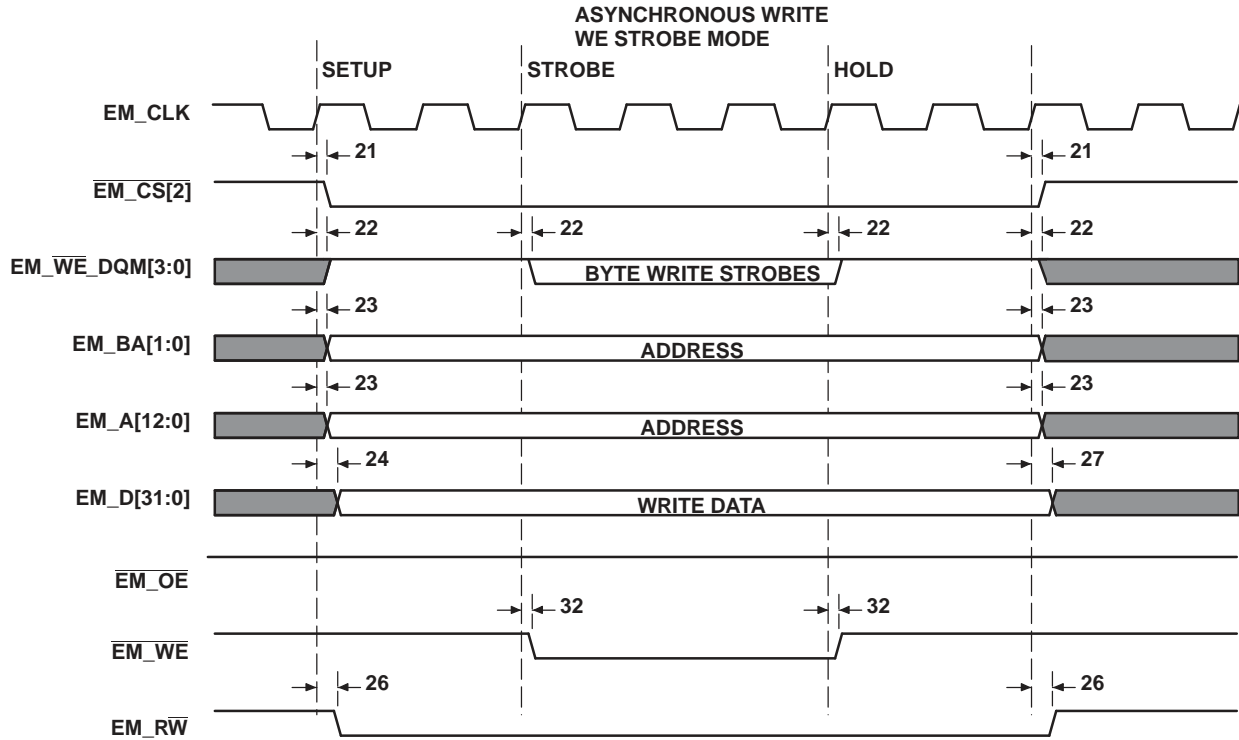 ASYNCHRONOUS WRITE
WE STROBE MODE
SETUP STROBE HOLD
EM_CLK
21 21
EM_CS[2]
22 22 22 22
EM_WE_DQM[3:0] BYTE WRITE STROBES
23 23
EM_BA[1:0] ADDRESS
23 23
EM_A[12:0] ADDRESS
24 27
EM_D[31:0] WRITE DATA
EM_OE
32 32
EM_WE
26 26
EM_RW